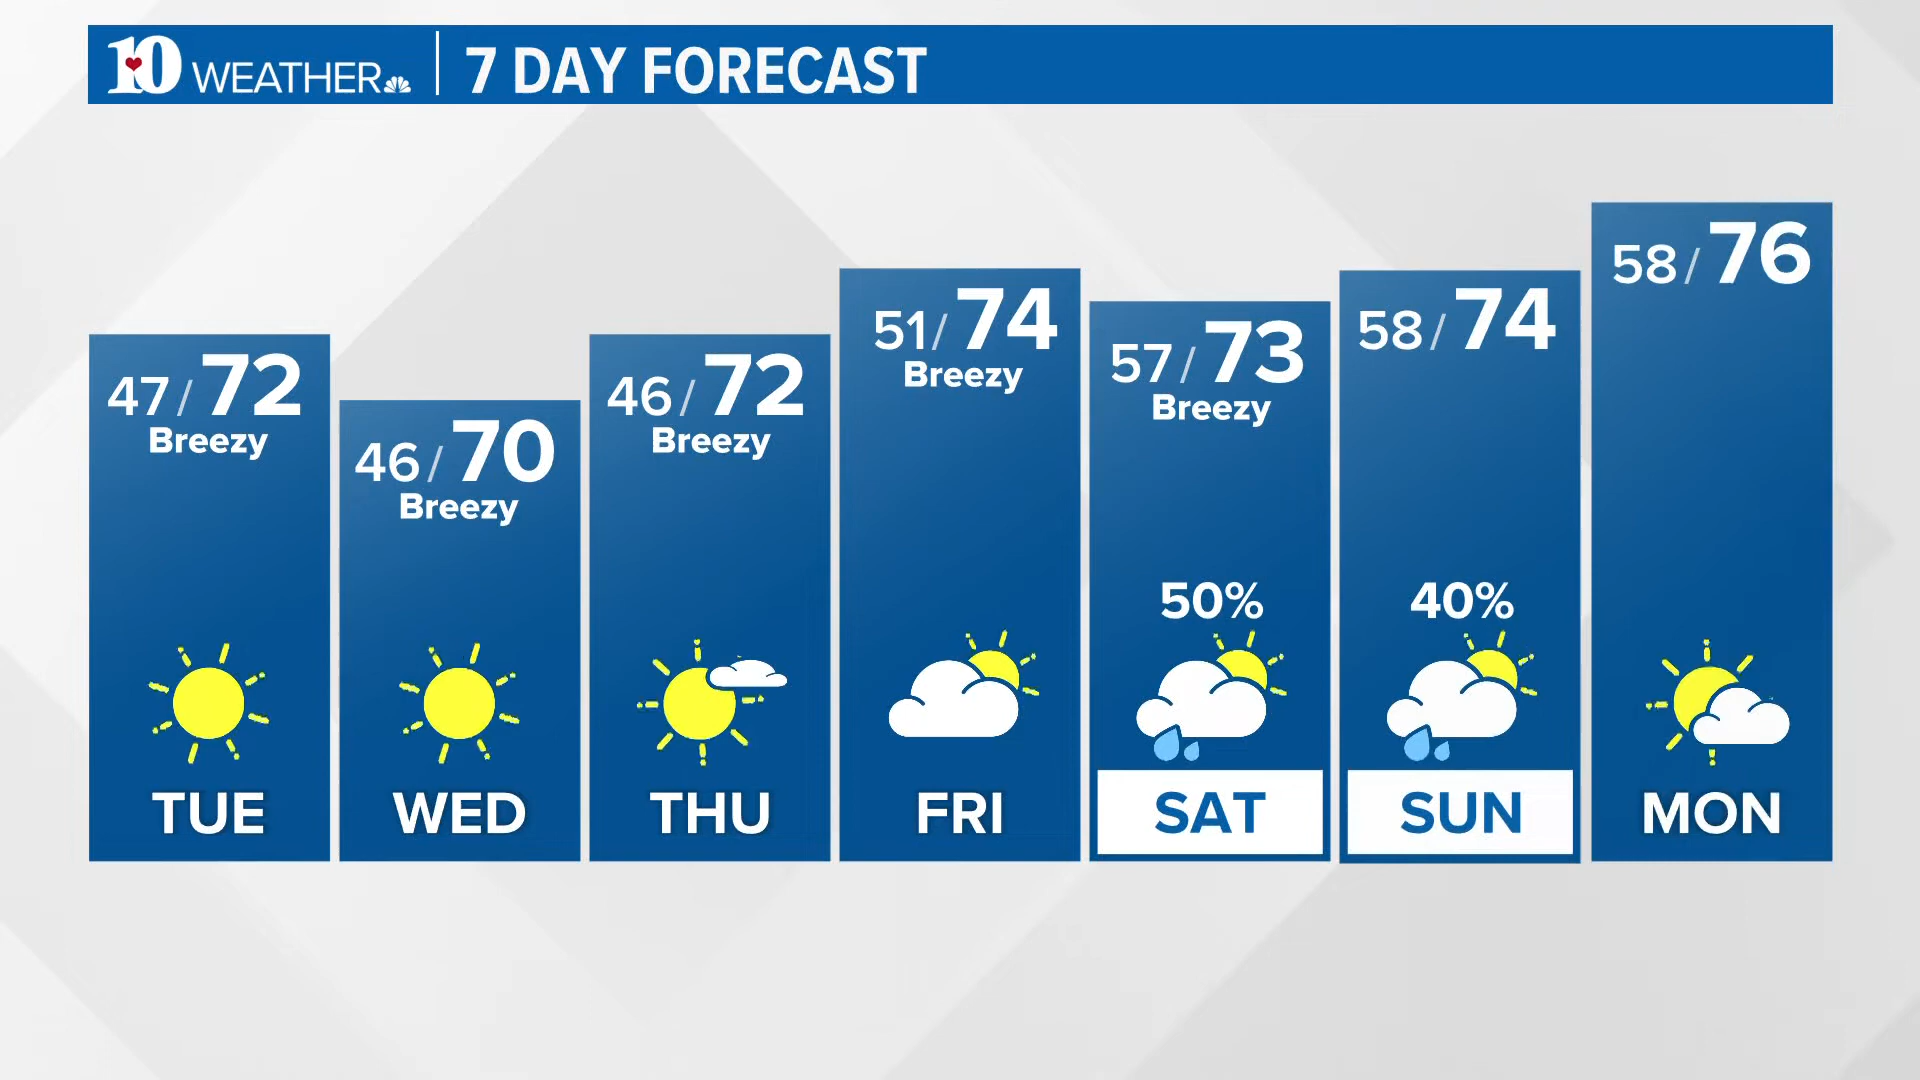 10 WEATHER 7 DAY FORECAST
47/72
Breezy
TUE
46/70
Breezy
WED
46/72
Breezy
THU
51/74
Breezy
FRI
57/73
Breezy
50%
SAT
58/74
40%
SUN
58/76
MON